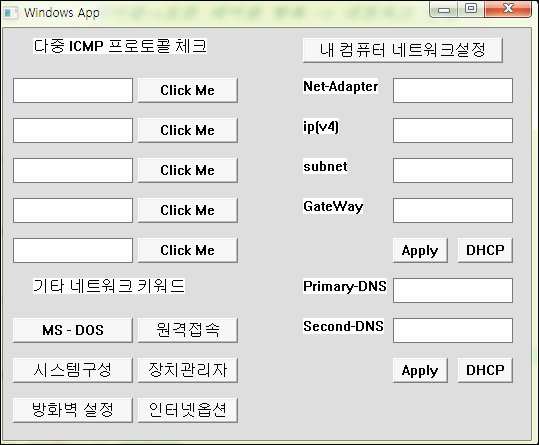 Windows App
다중 ICMP 프로토콜 체크
Click Me
Click Me
Click Me
Click Me
Click Me
기타 네트워크 키워드
MS - DOS
원격접속
시스템구성
장치관리자
방화벽 설정
인터넷옵션
내 컴퓨터 네트워크설정
Net-Adapter
ip(v4)
subnet
GateWay
Apply
DHCP
Primary-DNS
Second-DNS
Apply
DHCP